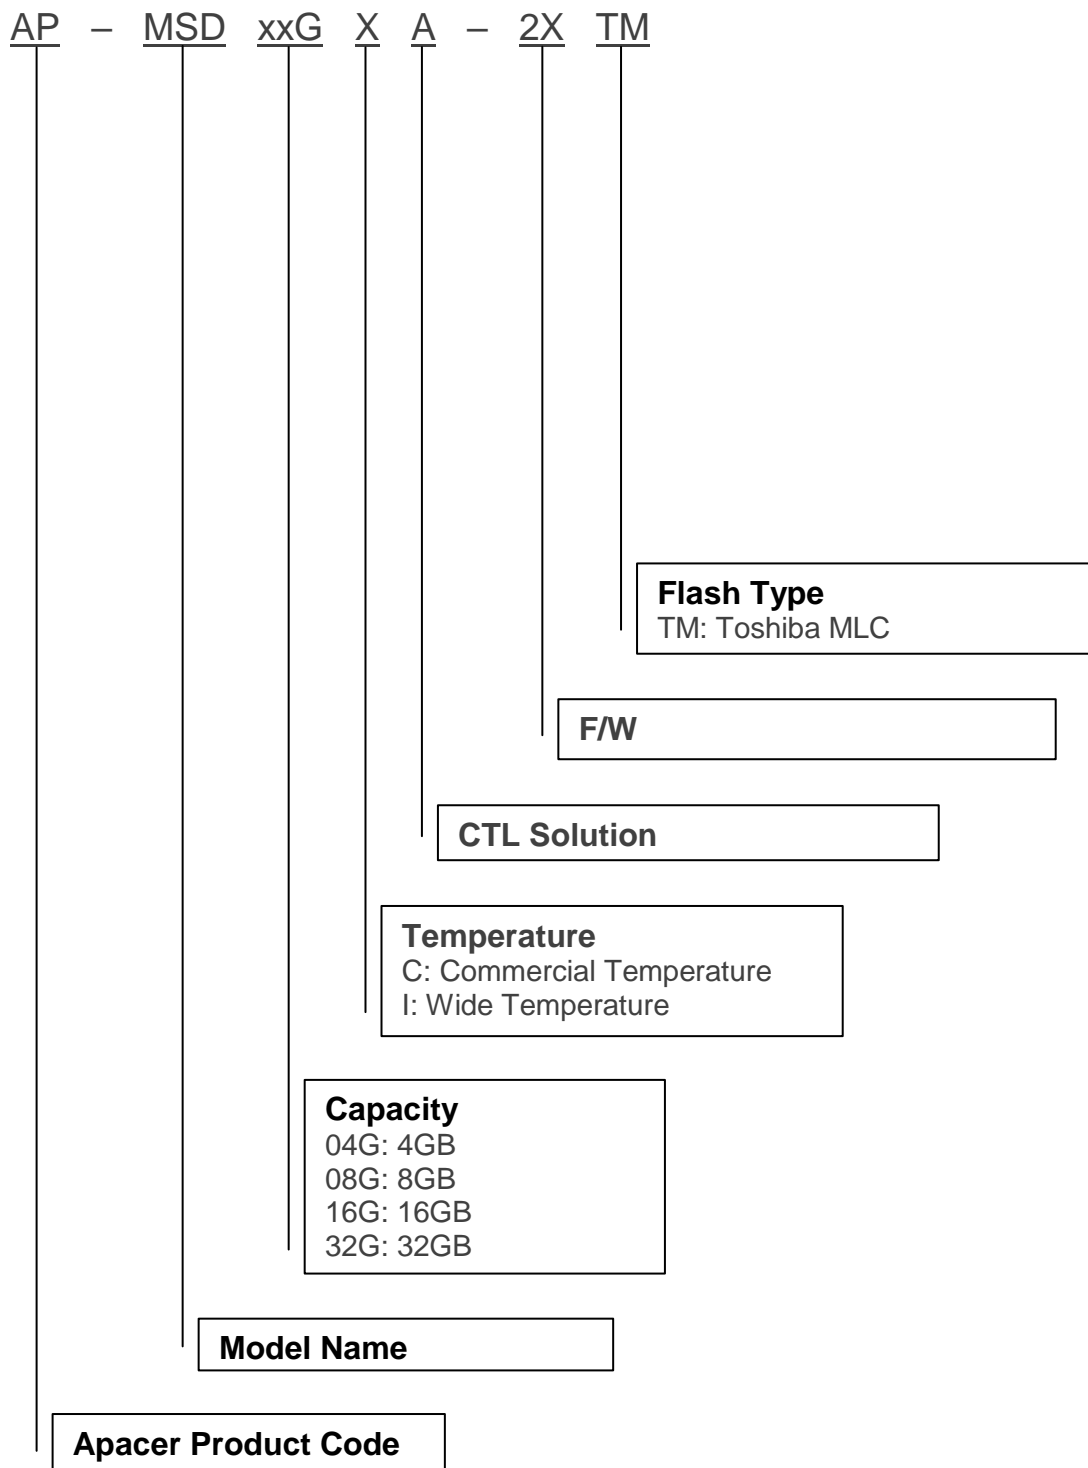 AP – MSD xxG X A – 2X TM
Flash Type
TM: Toshiba MLC
F/W
CTL Solution
Temperature
C: Commercial Temperature
I: Wide Temperature
Capacity
04G: 4GB
08G: 8GB
16G: 16GB
32G: 32GB
Model Name
Apacer Product Code